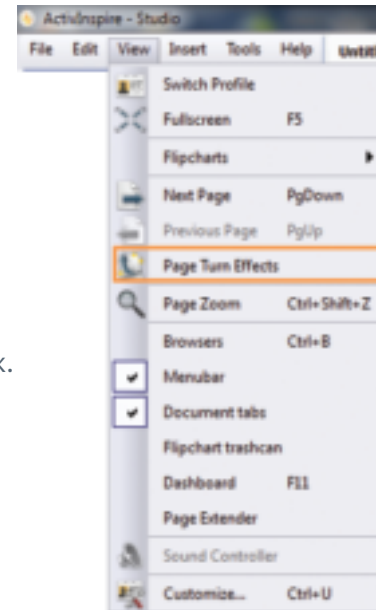 ActivInspire - Studio
File Edit View Insert Tools Help
Switch Profile
Fullscreen F5
Flipcharts
Next Page PgDown
Previous Page PgUp
Page Turn Effects
Page Zoom Ctrl+Shift+Z
Browsers Ctrl+B
Menubar
Document tabs
Flipchart trashcan
Dashboard F11
Page Extender
Sound Controller
Customize... Ctrl+U